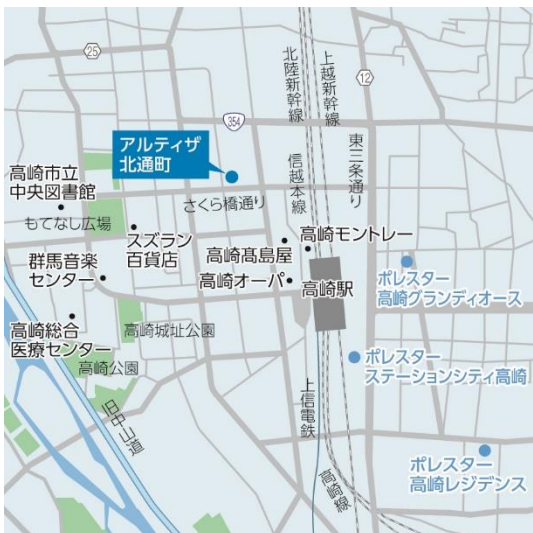 25
北陸新幹線
上越新幹線
12
354
アルティザ
北通町
信越本線
東三条通り
高崎市立
中央図書館
もてなし広場
さくら橋通り
スズラン
百貨店
高崎髙島屋
高崎モントレー
群馬音楽
センター
高崎オーパ
高崎駅
ポレスター
高崎グランディオース
高崎総合
医療センター
高崎城址公園
高崎公園
ポレスター
ステーションシティ高崎
旧中山道
上信電鉄
高崎線
ポレスター
高崎レジデンス